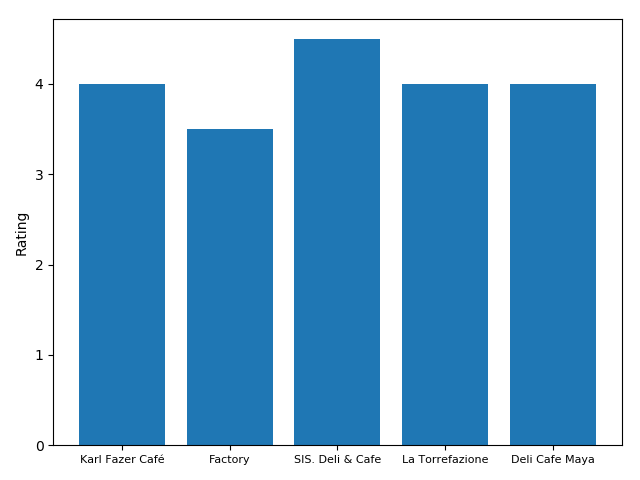 Rating
4
3
2
1
0
Karl Fazer Café
Factory
SIS. Deli & Cafe
La Torrefazione
Deli Cafe Maya